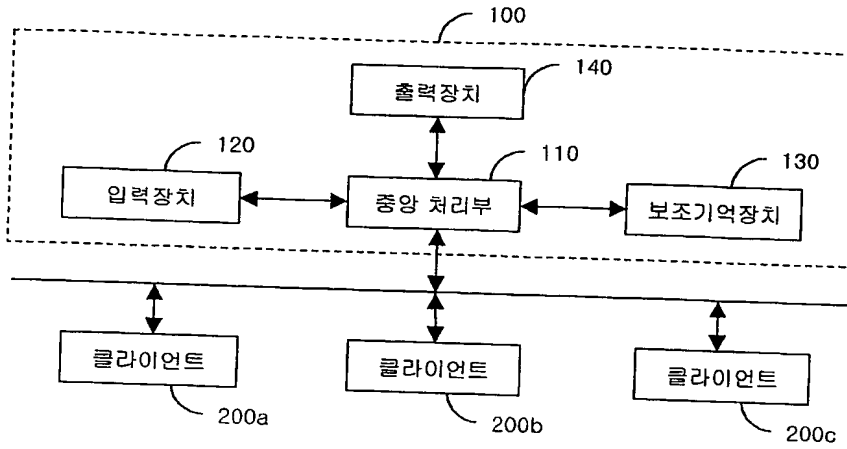 100
140
출력장치
120
110
130
입력장치
중앙 처리부
보조기억장치
클라이언트
클라이언트
클라이언트
200a
200b
200c